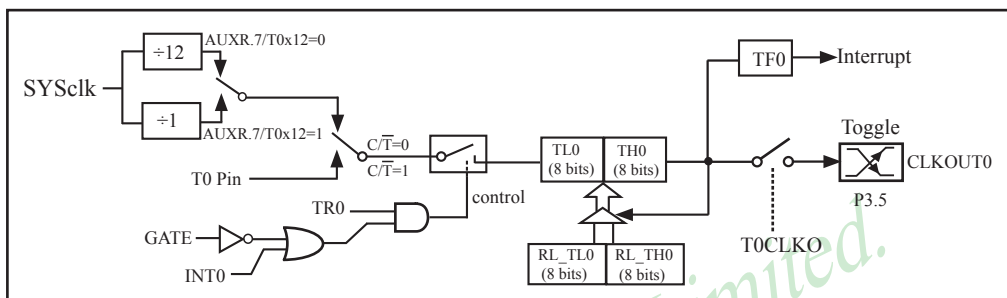 ÷12
AUXR.7/T0x12=0
SYSclk
÷1
AUXR.7/T0x12=1
C/T̅=0
C/T̅=1
T0 Pin
TR0
GATE
INT0
control
TL0
(8 bits)
TH0
(8 bits)
RL_TL0
(8 bits)
RL_TH0
(8 bits)
TF0
Interrupt
Toggle
CLKOUT0
P3.5
T0CLKO
Limited.